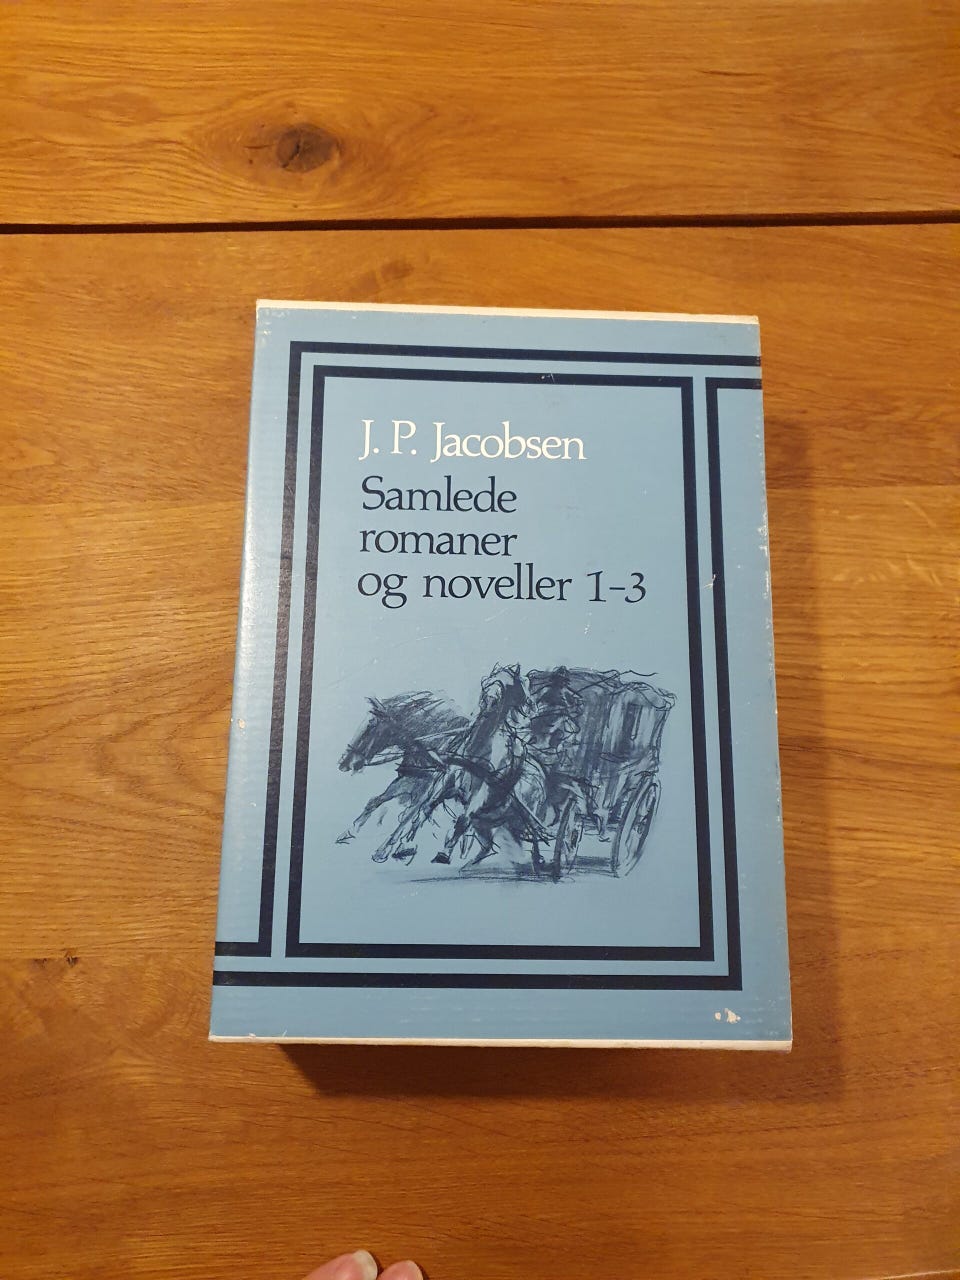 J. P. Jacobsen
Samlede
romaner
og noveller 1-3